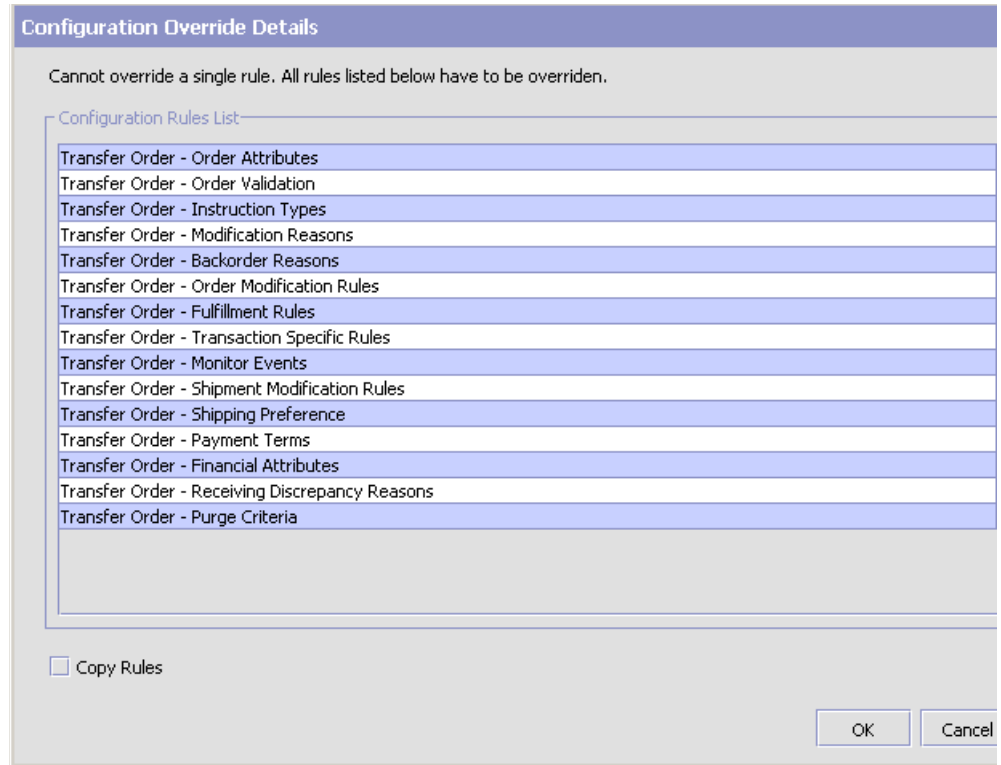 Configuration Override Details
Cannot override a single rule. All rules listed below have to be overriden.
Configuration Rules List
Transfer Order - Order Attributes
Transfer Order - Order Validation
Transfer Order - Instruction Types
Transfer Order - Modification Reasons
Transfer Order - Backorder Reasons
Transfer Order - Order Modification Rules
Transfer Order - Fulfillment Rules
Transfer Order - Transaction Specific Rules
Transfer Order - Monitor Events
Transfer Order - Shipment Modification Rules
Transfer Order - Shipping Preference
Transfer Order - Payment Terms
Transfer Order - Financial Attributes
Transfer Order - Receiving Discrepancy Reasons
Transfer Order - Purge Criteria
Copy Rules
OK Cancel